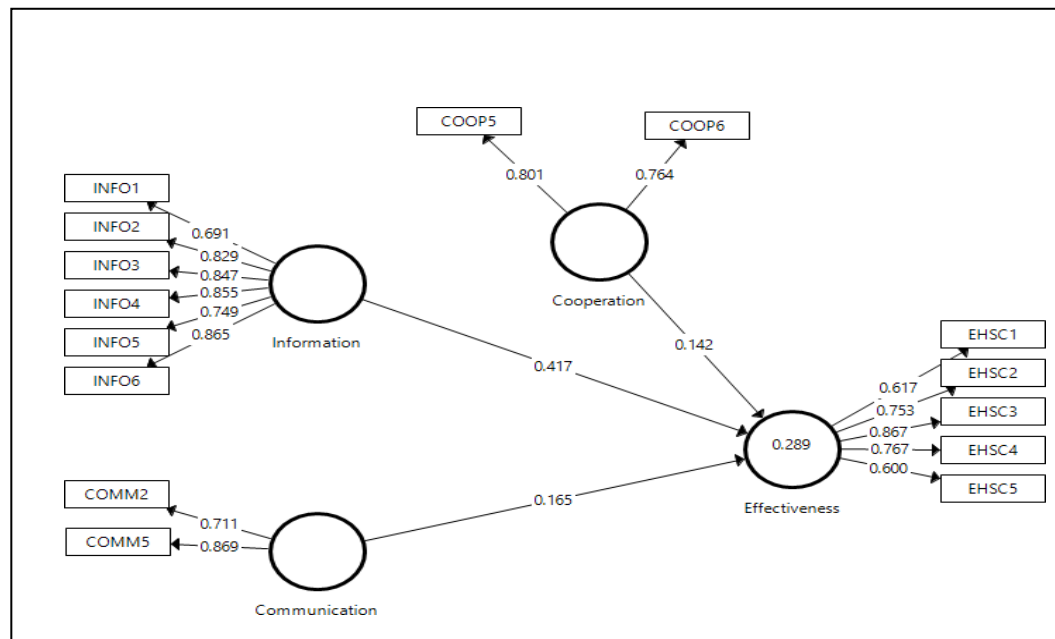 COOP5
COOP6
0.801
0.764
Cooperation
INFO1
INFO2
INFO3
INFO4
INFO5
INFO6
0.691
0.829
0.847
0.855
0.749
0.865
Information
0.417
0.142
0.165
COMM2
COMM5
0.711
0.869
Communication
0.289
Effectiveness
0.617
0.753
0.867
0.767
0.600
EHSC1
EHSC2
EHSC3
EHSC4
EHSC5